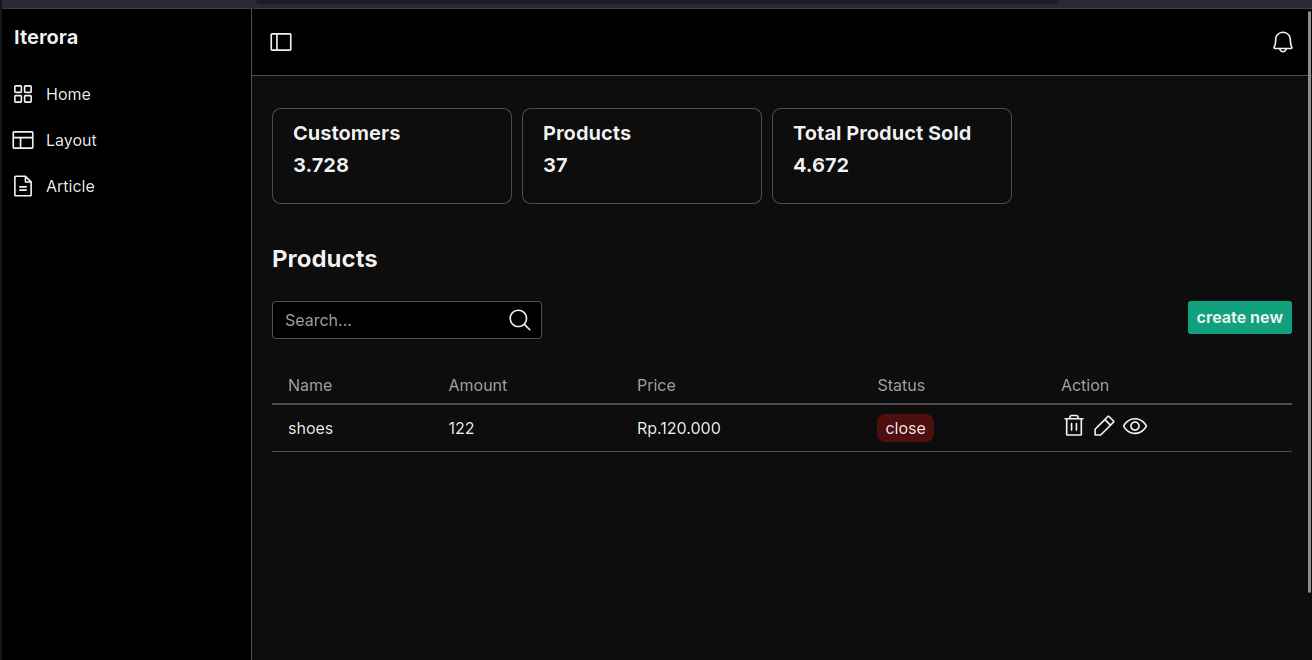 Iterora
Home
Layout
Article
Customers
3.728
Products
37
Total Product Sold
4.672
Products
Search...
create new
Name Amount Price Status Action
shoes 122 Rp.120.000 close